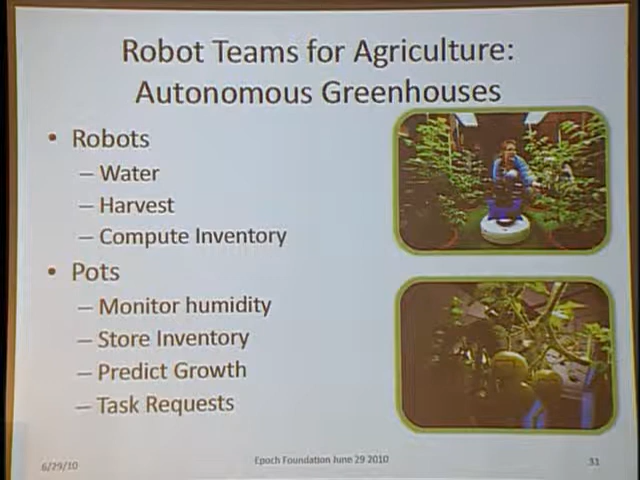 Robot Teams for Agriculture:
Autonomous Greenhouses
• Robots
– Water
– Harvest
– Compute Inventory
• Pots
– Monitor humidity
– Store Inventory
– Predict Growth
– Task Requests
6/29/10
Epoch Foundation June 29 2010
31